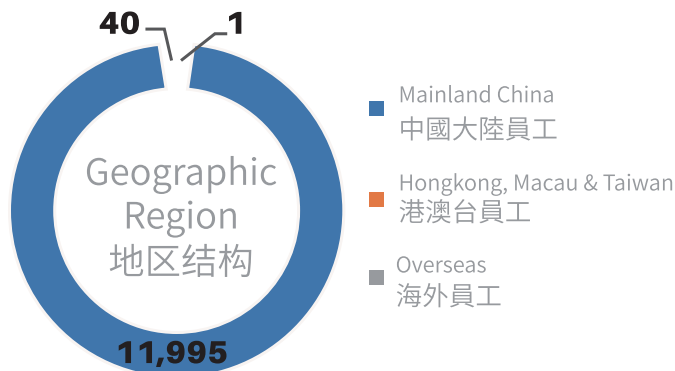 40
1
Geographic
Region
地区结构
11,995
Mainland China
中國大陸員工
Hongkong, Macau & Taiwan
港澳台員工
Overseas
海外員工